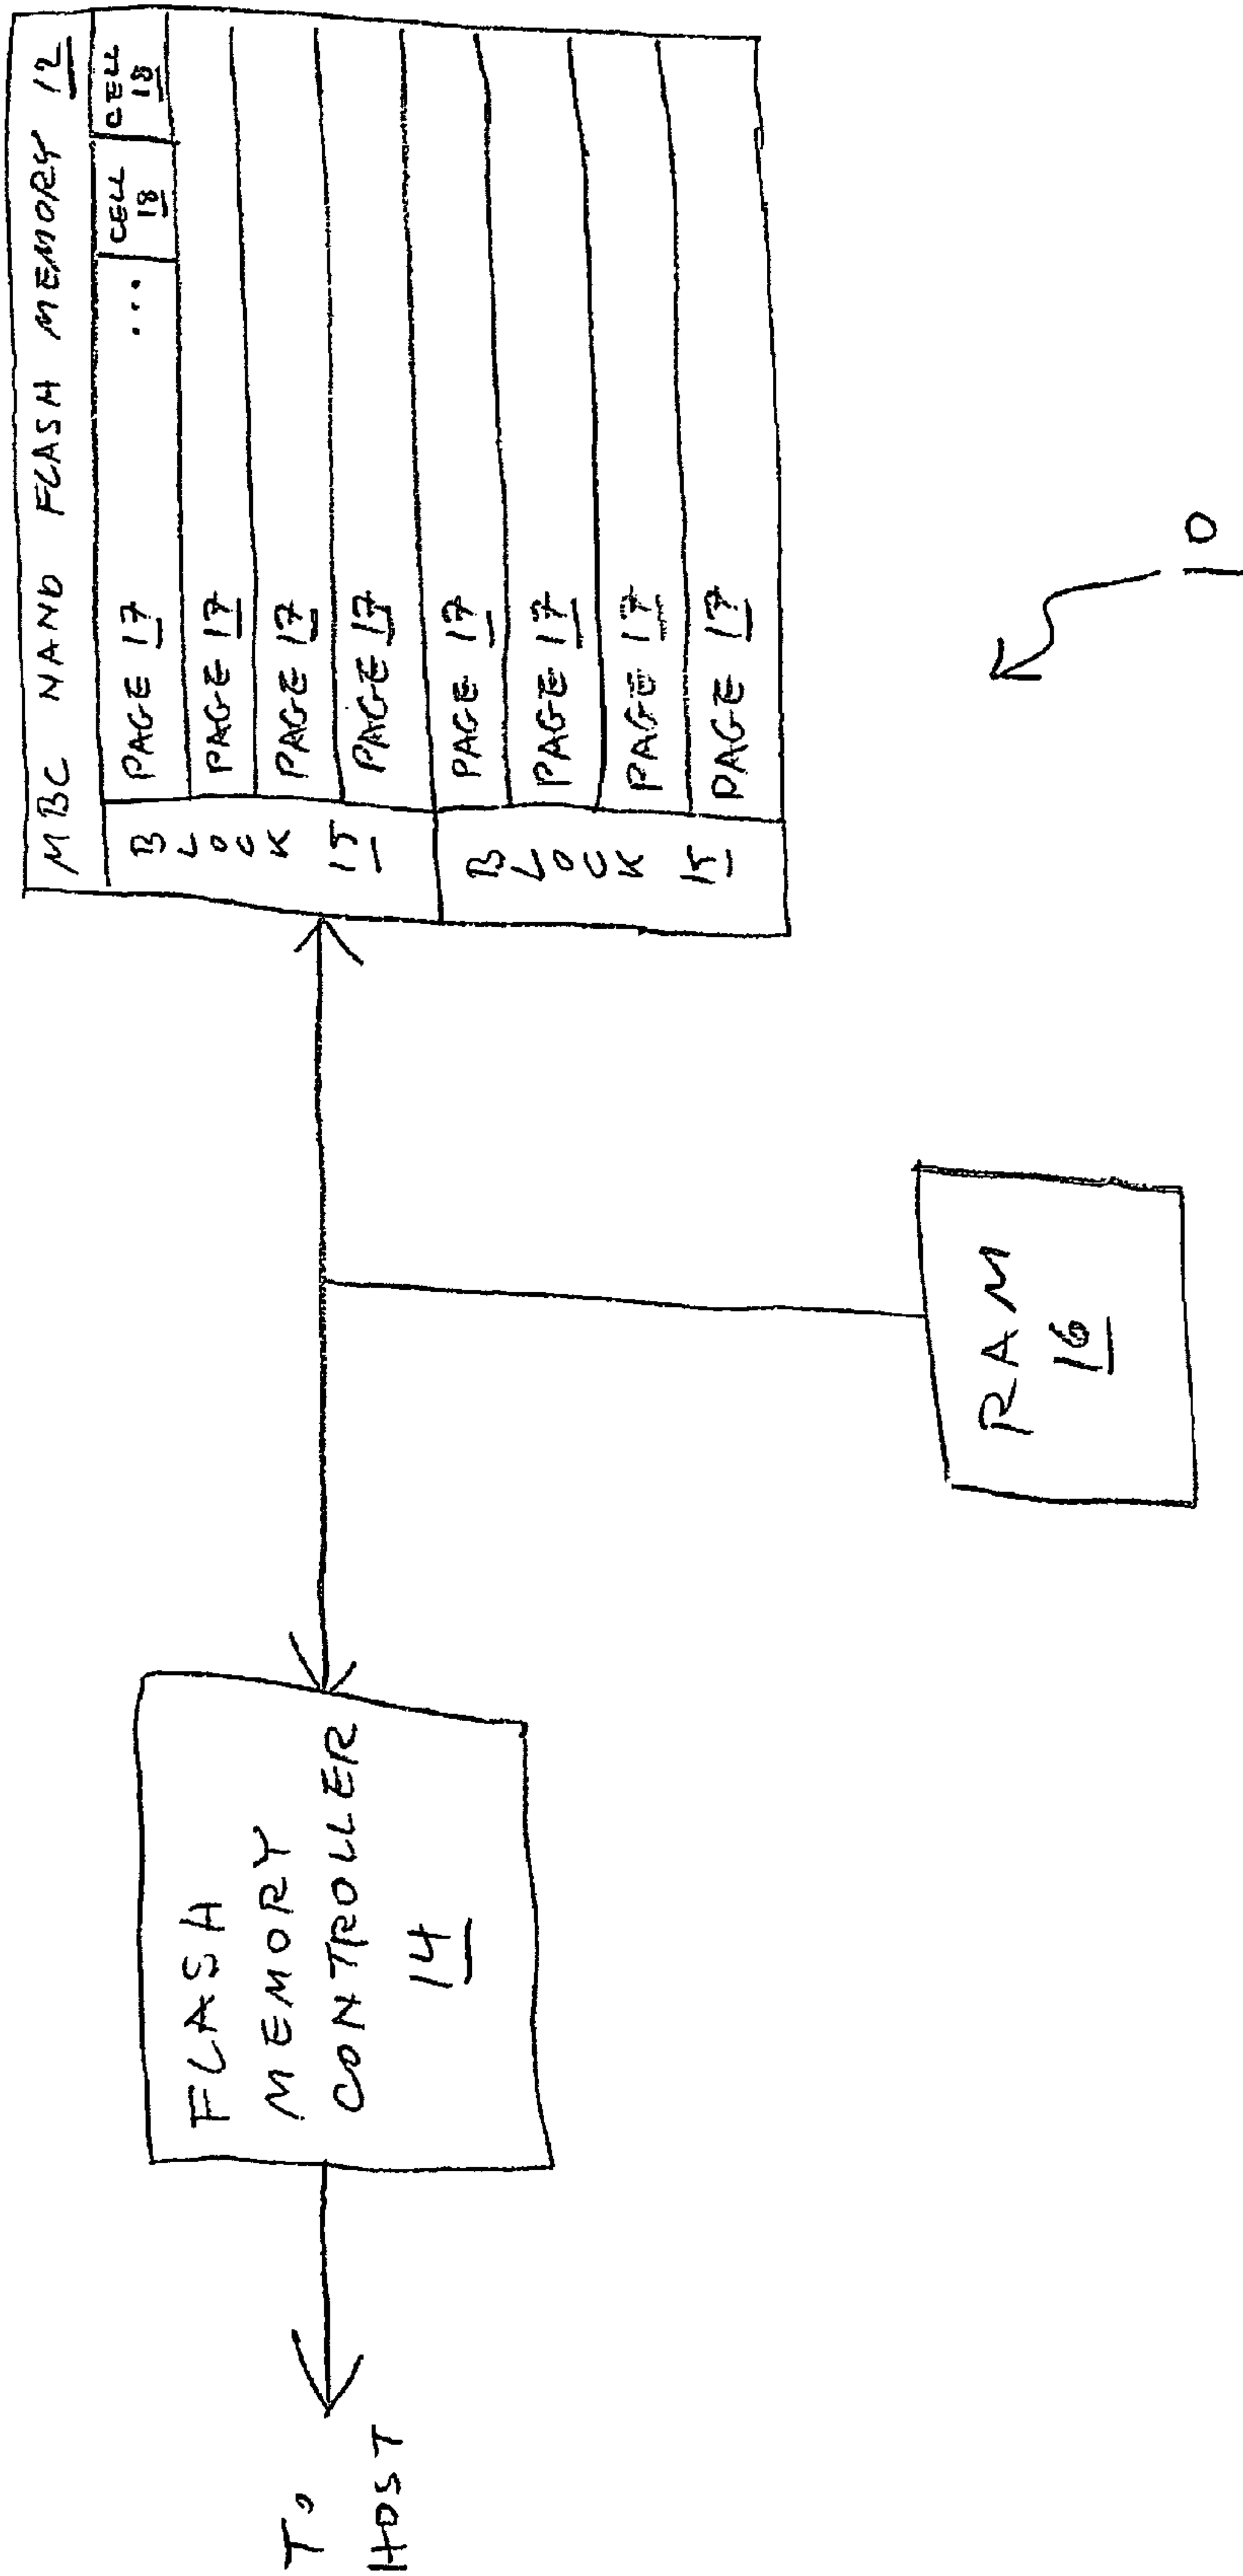 MBC NAND FLASH MEMORY 12
BLOCK 15
PAGE 17 ... CELL 18 CELL 18
PAGE 17
PAGE 17
PAGE 17
BLOCK 15
PAGE 17
PAGE 17
PAGE 17
PAGE 17
FLASH
MEMORY
CONTROLLER
14
TO
HOST
RAM
16
10